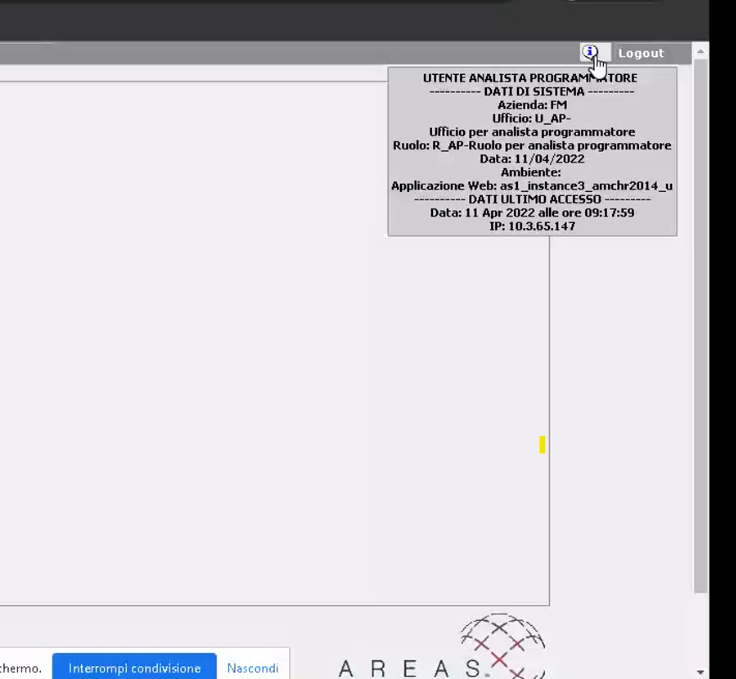 Logout
UTENTE ANALISTA PROGRAMMATORE
---------- DATI DI SISTEMA ---------
Azienda: FM
Ufficio: U_AP-
Ufficio per analista programmatore
Ruolo: R_AP-Ruolo per analista programmatore
Data: 11/04/2022
Ambiente:
Applicazione Web: as1_instance3_amchr2014_u
---------- DATI ULTIMO ACCESSO ---------
Data: 11 Apr 2022 alle ore 09:17:59
IP: 10.3.65.147
AREAS
Interrompi condivisione
Nascondi